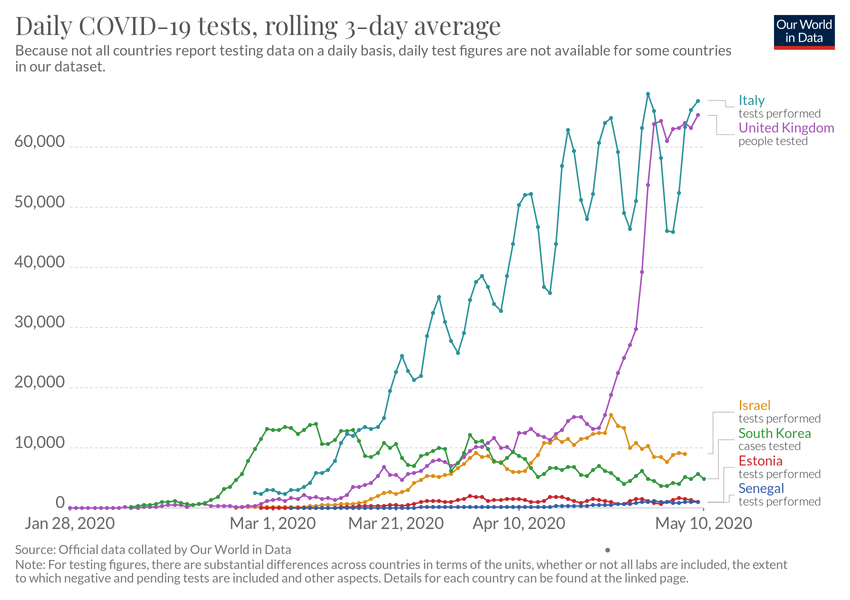 Daily COVID-19 tests, rolling 3-day average
Our World
in Data
Because not all countries report testing data on a daily basis, daily test figures are not available for some countries
in our dataset.
Italy
tests performed
United Kingdom
people tested
60,000
50,000
40,000
30,000
20,000
10,000
0
Israel
tests performed
South Korea
cases tested
Estonia
tests performed
Senegal
tests performed
Jan 28, 2020
Mar 1, 2020
Mar 21, 2020
Apr 10, 2020
May 10, 2020
Source: Official data collated by Our World in Data
Note: For testing figures, there are substantial differences across countries in terms of the units, whether or not all labs are included, the extent
to which negative and pending tests are included and other aspects. Details for each country can be found at the linked page.